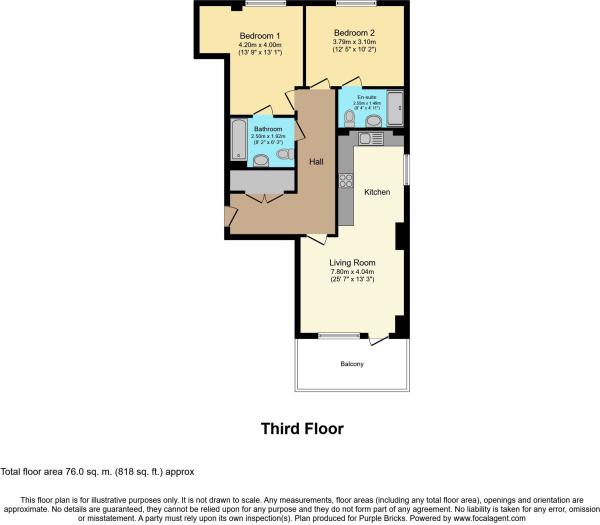 Bedroom 1
4.20m x 4.00m
(13' 9" x 13' 1")
Bedroom 2
3.79m x 3.10m
(12' 5" x 10' 2")
En-suite
2.55m x 1.49m
(8' 4" x 4' 11")
Bathroom
2.50m x 1.92m
(8' 2" x 6' 3")
Hall
Kitchen
Living Room
7.80m x 4.04m
(25' 7" x 13' 3")
Balcony
Third Floor
Total floor area 76.0 sq. m. (818 sq. ft.) approx
This floor plan is for illustrative purposes only. It is not drawn to scale. Any measurements, floor areas (including any total floor area), openings and orientation are
approximate. No details are guaranteed, they cannot be relied upon for any purpose and they do not form part of any agreement. No liability is taken for any error, omission
or misstatement. A party must rely upon its own inspection(s). Plan produced for Purple Bricks. Powered by www.focalagent.com